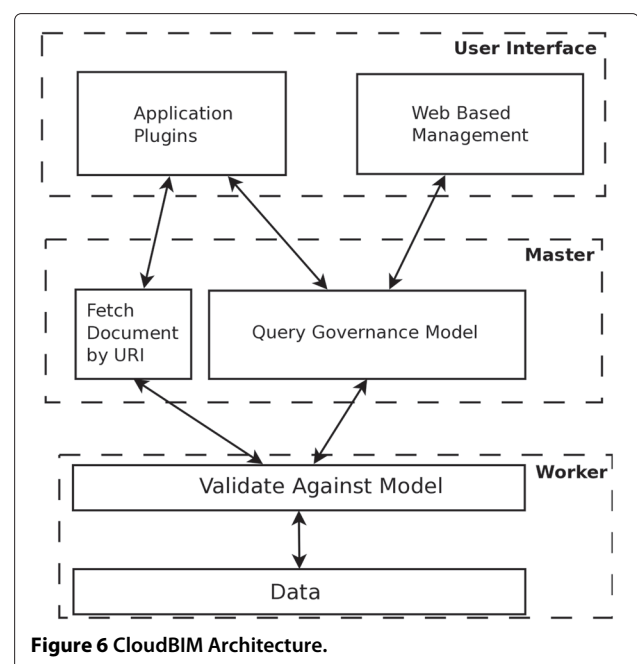 User Interface
Application
Plugins
Web Based
Management
Master
Fetch
Document
by URI
Query Governance Model
Worker
Validate Against Model
Data
Figure 6 CloudBIM Architecture.